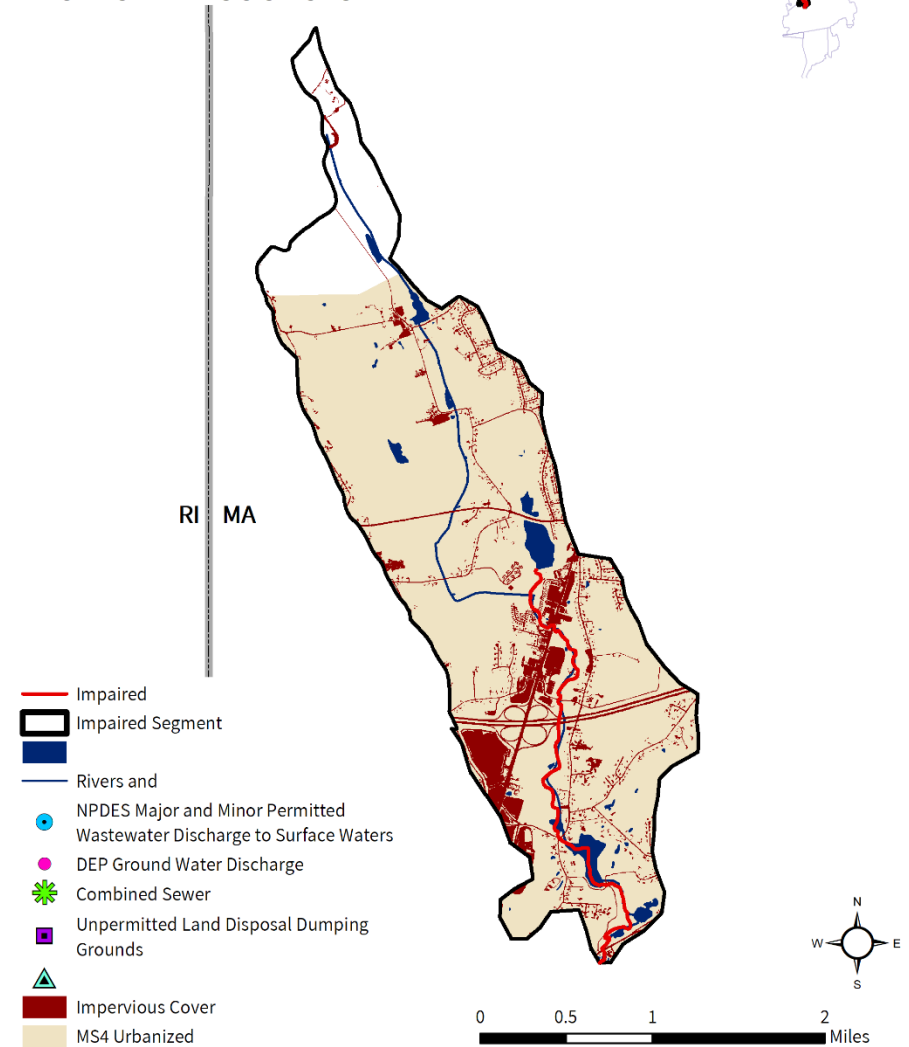 RI MA
Impaired
Impaired Segment
Rivers and
NPDES Major and Minor Permitted
Wastewater Discharge to Surface Waters
DEP Ground Water Discharge
Combined Sewer
Unpermitted Land Disposal Dumping
Grounds
Impervious Cover
MS4 Urbanized
N
W E
S
0 0.5 1 2
Miles